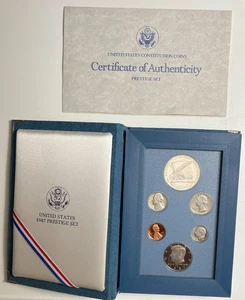 UNITED STATES CONSTITUTION COINS
Certificate of Authenticity
PRESTIGE SET
UNITED STATES
1987 PRESTIGE SET